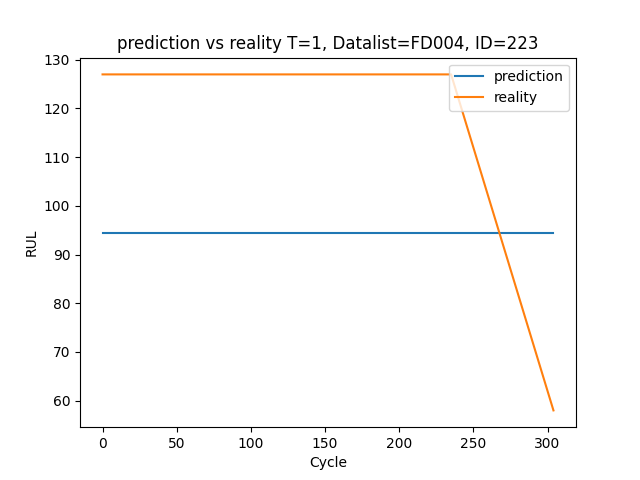 prediction vs reality T=1, Datalist=FD004, ID=223
130
120
110
100
90
80
70
60
RUL
prediction
reality
0 50 100 150 200 250 300
Cycle